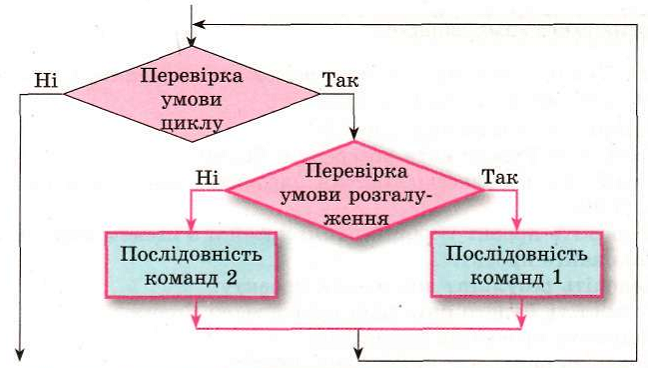 Ні
Перевірка
умови
циклу
Так
Ні
Перевірка
умови розгалу-
ження
Так
Послідовність
команд 2
Послідовність
команд 1